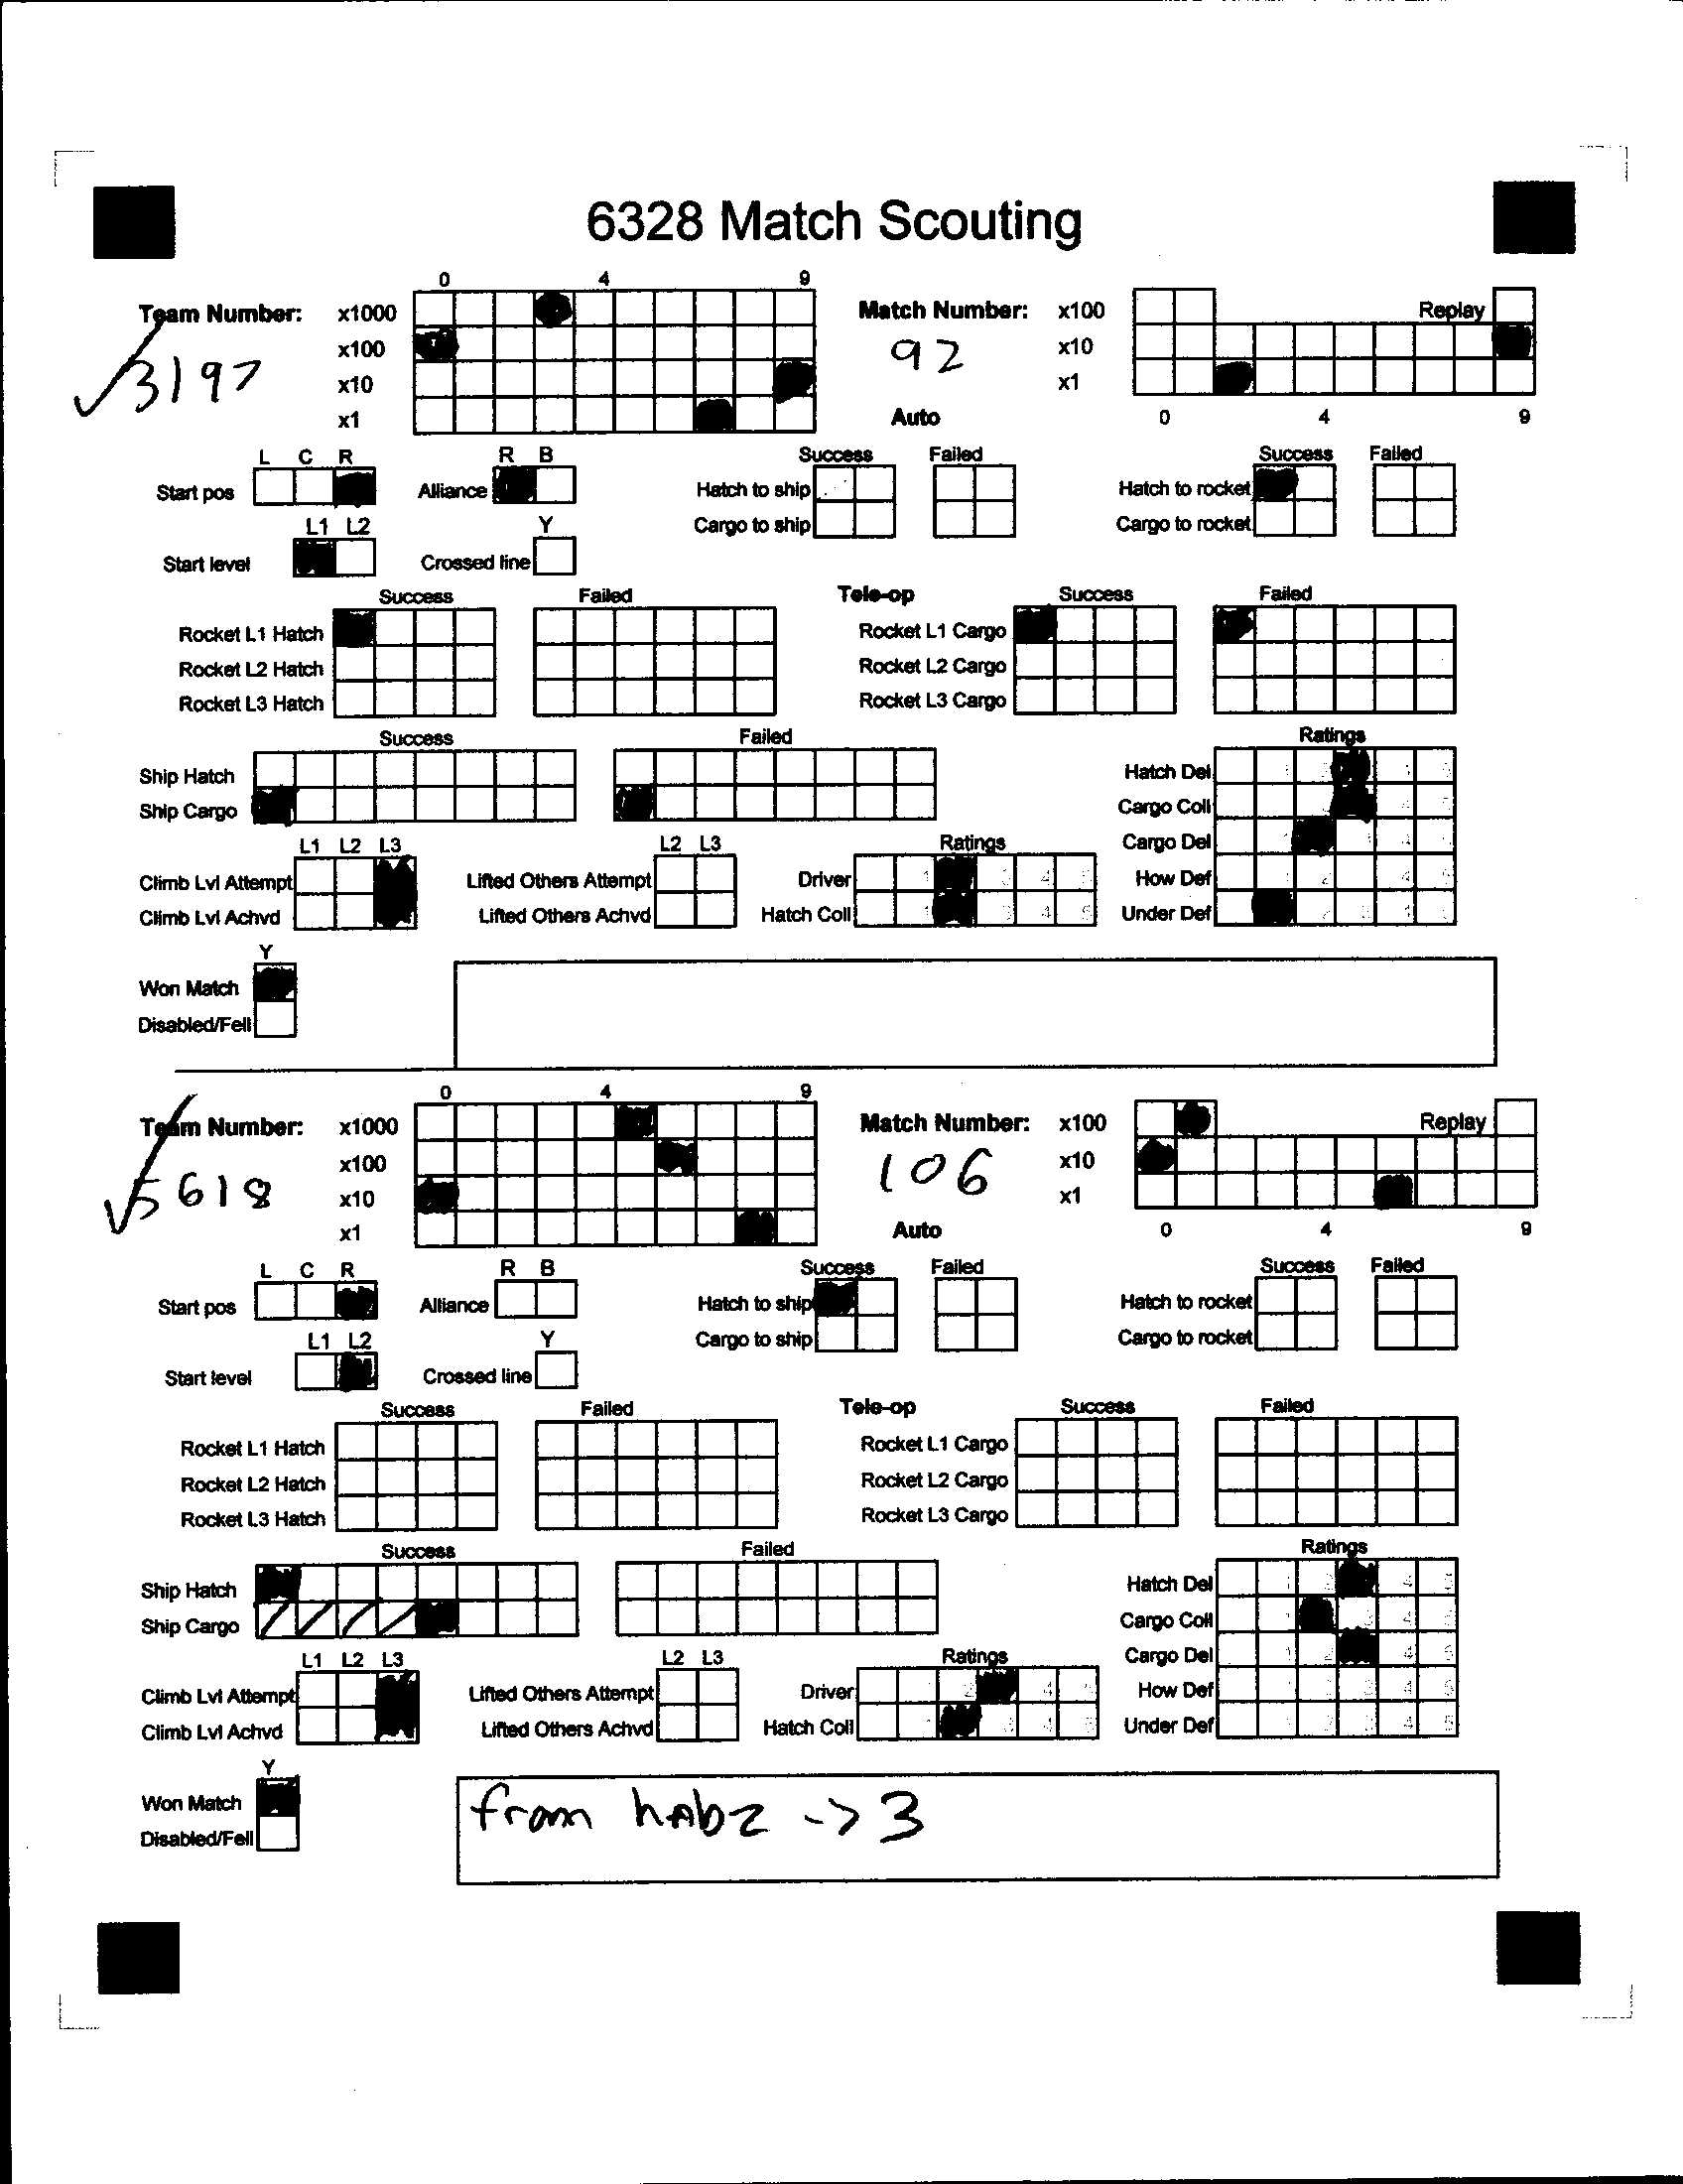 6328 Match Scouting
0 4 9
Team Number: x1000 Match Number: x100 Replay
3197 x100 92 x10
x10 x1
x1 Auto 0 4 9
L C R R B Success Failed Success Failed
Start pos Alliance Hatch to ship Hatch to rocket
L1 L2 Y Cargo to ship Cargo to rocket
Start level Crossed line
Success Failed Tele-op Success Failed
Rocket L1 Hatch Rocket L1 Cargo
Rocket L2 Hatch Rocket L2 Cargo
Rocket L3 Hatch Rocket L3 Cargo
Success Failed Ratings
Ship Hatch Hatch Del
Ship Cargo Cargo Coll
L1 L2 L3 L2 L3 Ratings Cargo Del
Climb Lvl Attempt Lifted Others Attempt Driver How Def
Climb Lvl Achvd Lifted Others Achvd Hatch Coll Under Def
Y
Won Match
Disabled/Fell
0 4 9
Team Number: x1000 Match Number: x100 Replay
5618 x100 106 x10
x10 x1
x1 Auto 0 4 9
L C R R B Success Failed Success Failed
Start pos Alliance Hatch to ship Hatch to rocket
L1 L2 Y Cargo to ship Cargo to rocket
Start level Crossed line
Success Failed Tele-op Success Failed
Rocket L1 Hatch Rocket L1 Cargo
Rocket L2 Hatch Rocket L2 Cargo
Rocket L3 Hatch Rocket L3 Cargo
Success Failed Ratings
Ship Hatch Hatch Del
Ship Cargo Cargo Coll
L1 L2 L3 L2 L3 Ratings Cargo Del
Climb Lvl Attempt Lifted Others Attempt Driver How Def
Climb Lvl Achvd Lifted Others Achvd Hatch Coll Under Def
Y
Won Match from hAb2 -> 3
Disabled/Fell